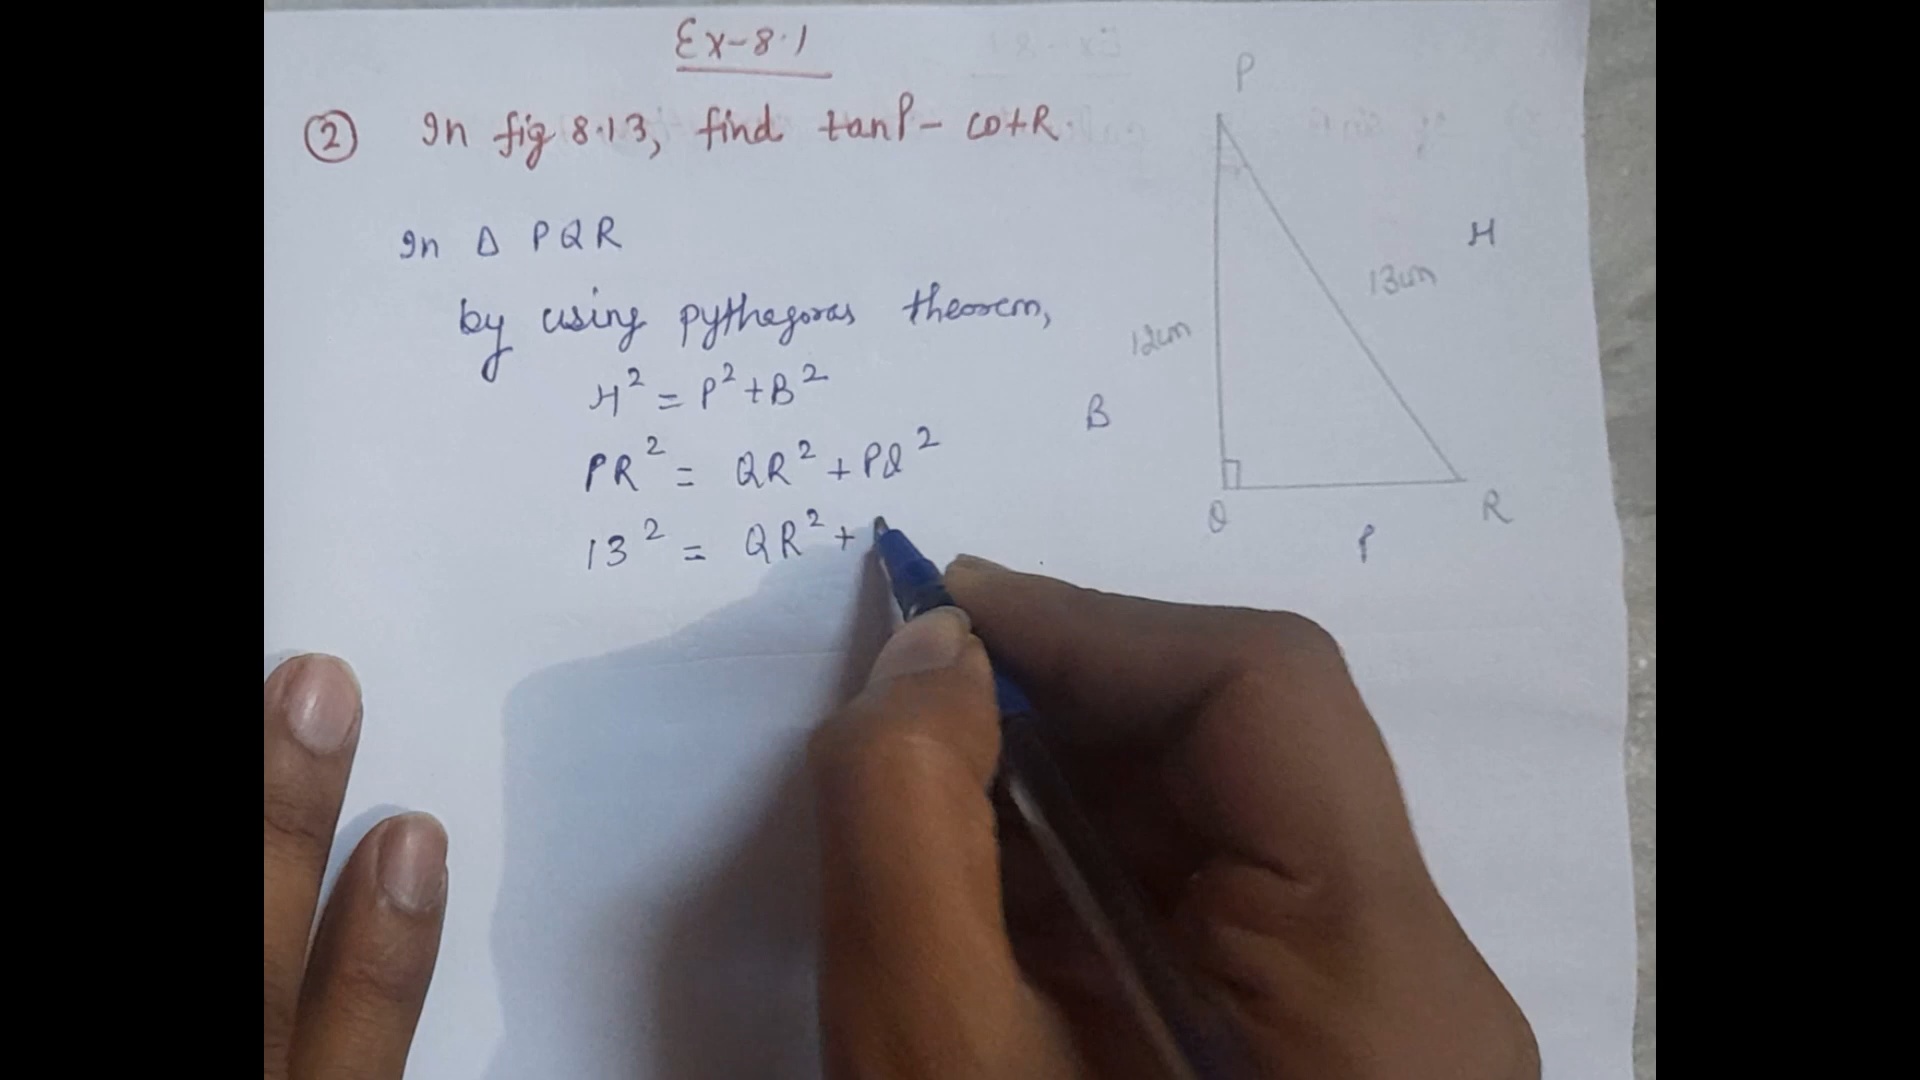 Ex-8.1
② In fig 8.13, find tanP - cotR.
In Δ PQR
by using pythagoras theorem,
H² = P² + B²
PR² = QR² + PQ²
13² = QR² +
P
H
13cm
12cm
B
Q
R
P